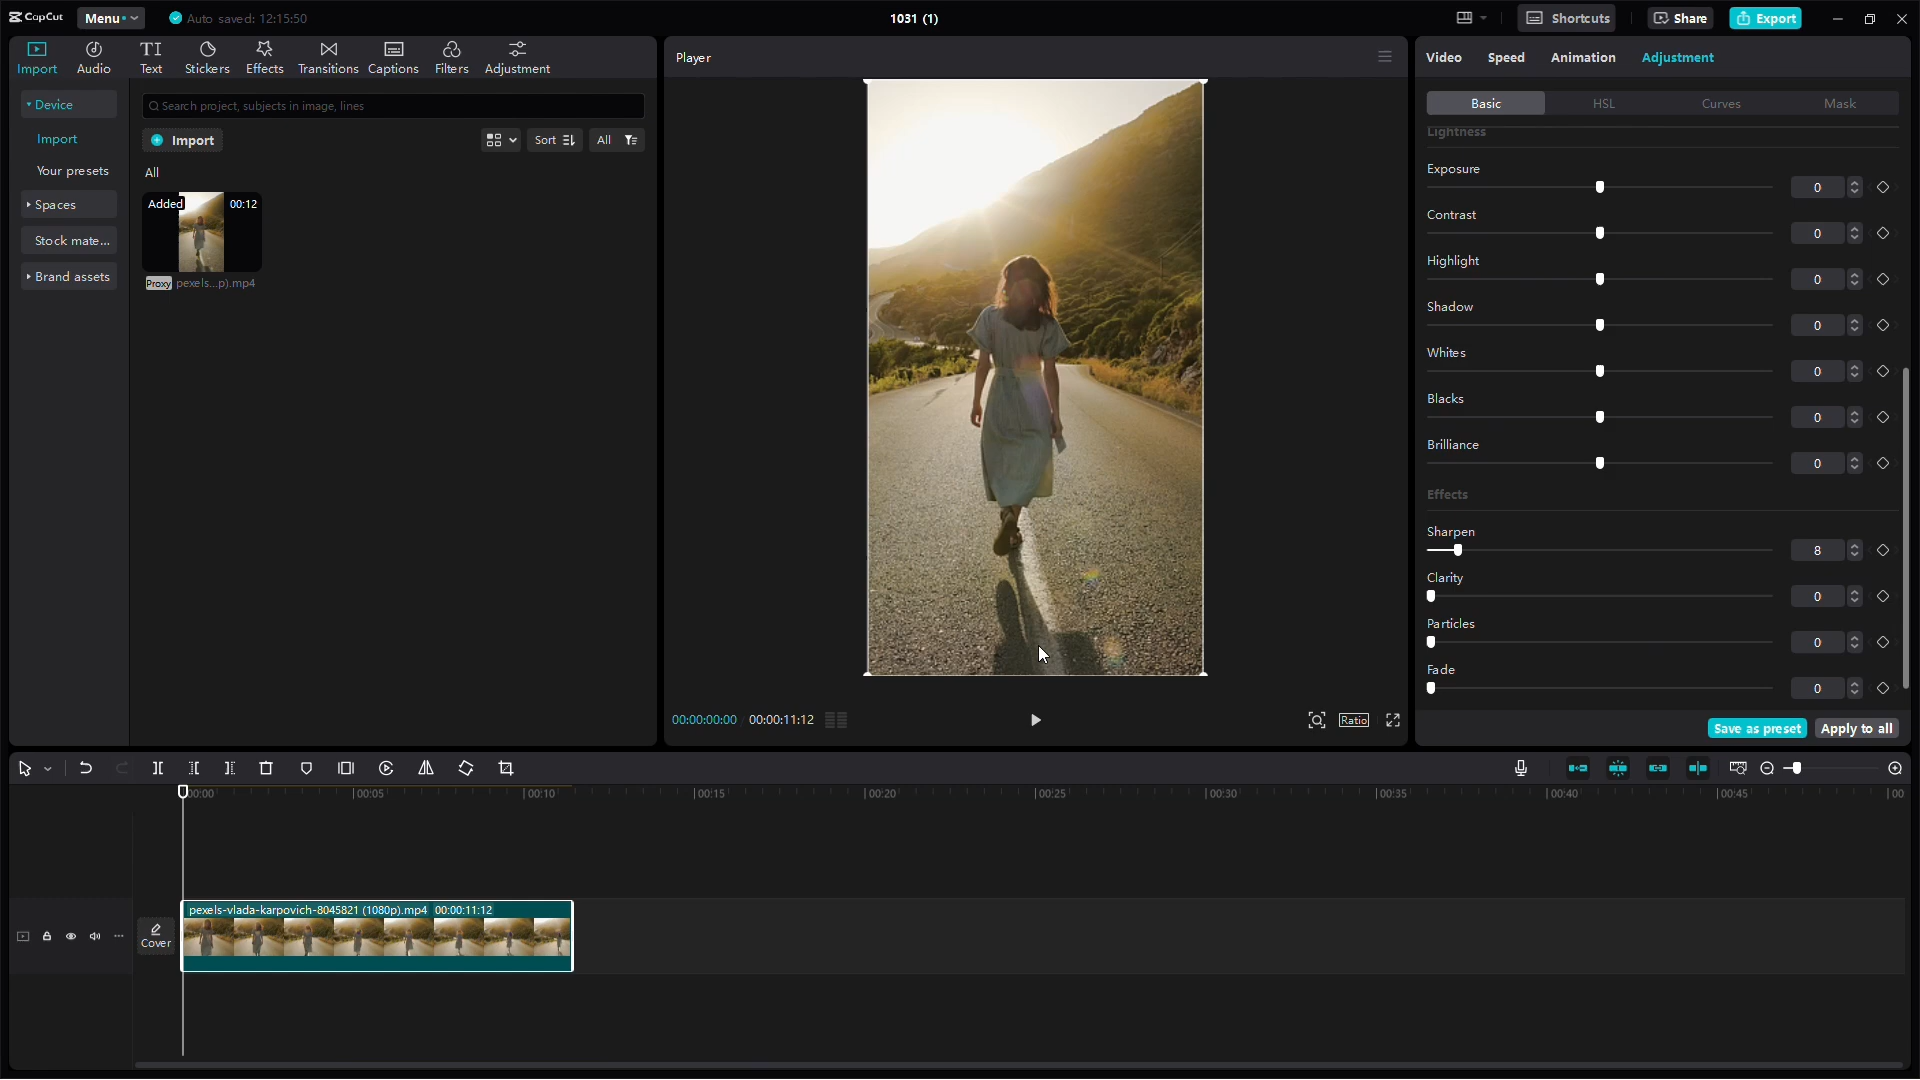 CapCut
Menu
Auto saved: 12:15:50
1031 (1)
Shortcuts
Share
Export
Import
Audio
TI
Text
Stickers
Effects
Transitions
Captions
Filters
Adjustment
Device
Import
Your presets
Spaces
Stock mate...
Brand assets
Search project, subjects in image, lines
Import
Sort
All
All
Added
00:12
Proxy pexels...p).mp4
Player
00:00:00:00
00:00:11:12
Ratio
Video
Speed
Animation
Adjustment
Basic
HSL
Curves
Mask
Lightness
Exposure
0
Contrast
0
Highlight
0
Shadow
0
Whites
0
Blacks
0
Brilliance
0
Effects
Sharpen
8
Clarity
0
Particles
0
Fade
0
Save as preset
Apply to all
00:00
00:05
00:10
00:15
00:20
00:25
00:30
00:35
00:40
00:45
00
Cover
pexels-vlada-karpovich-8045821 (1080p).mp4 00:00:11:12